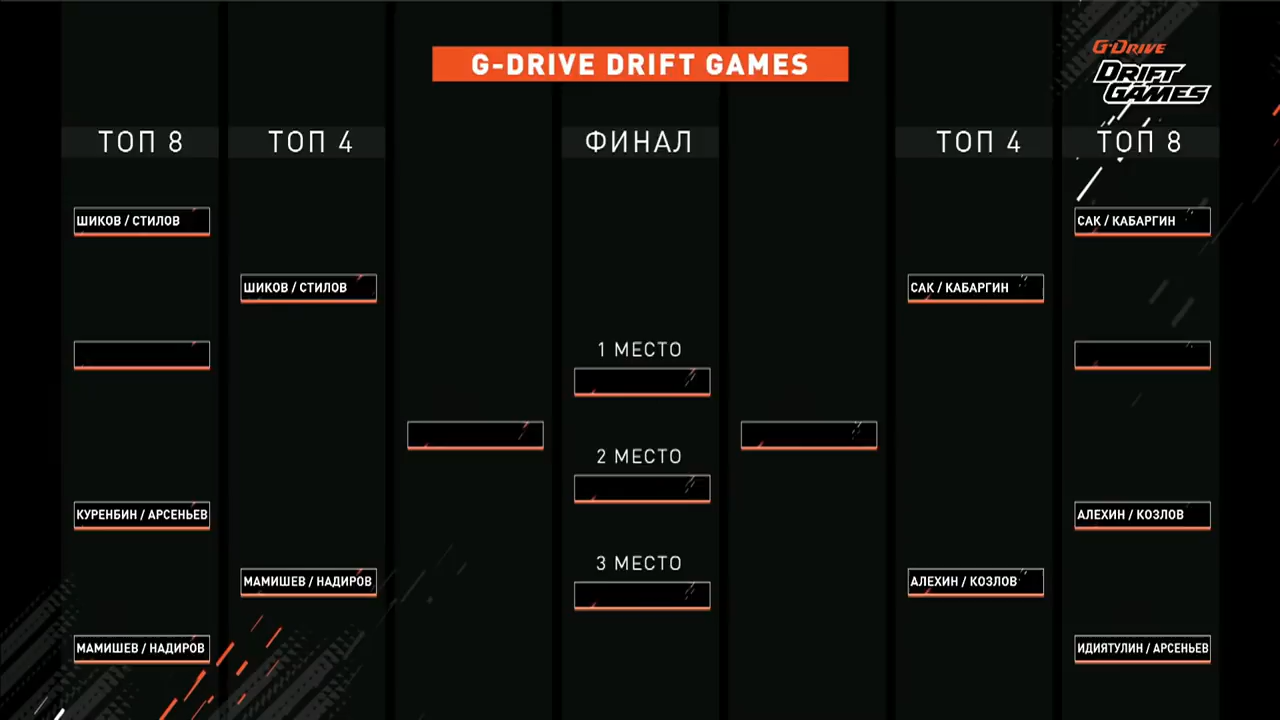 G-DRIVE DRIFT GAMES
G-DRIVE
DRIFT
GAMES
ТОП 8
ТОП 4
ФИНАЛ
ТОП 4
ТОП 8
ШИКОВ / СТИЛОВ
САК / КАБАРГИН
ШИКОВ / СТИЛОВ
САК / КАБАРГИН
1 МЕСТО
2 МЕСТО
КУРЕНБИН / АРСЕНЬЕВ
АЛЕХИН / КОЗЛОВ
3 МЕСТО
МАМИШЕВ / НАДИРОВ
АЛЕХИН / КОЗЛОВ
МАМИШЕВ / НАДИРОВ
ИДИЯТУЛИН / АРСЕНЬЕВ